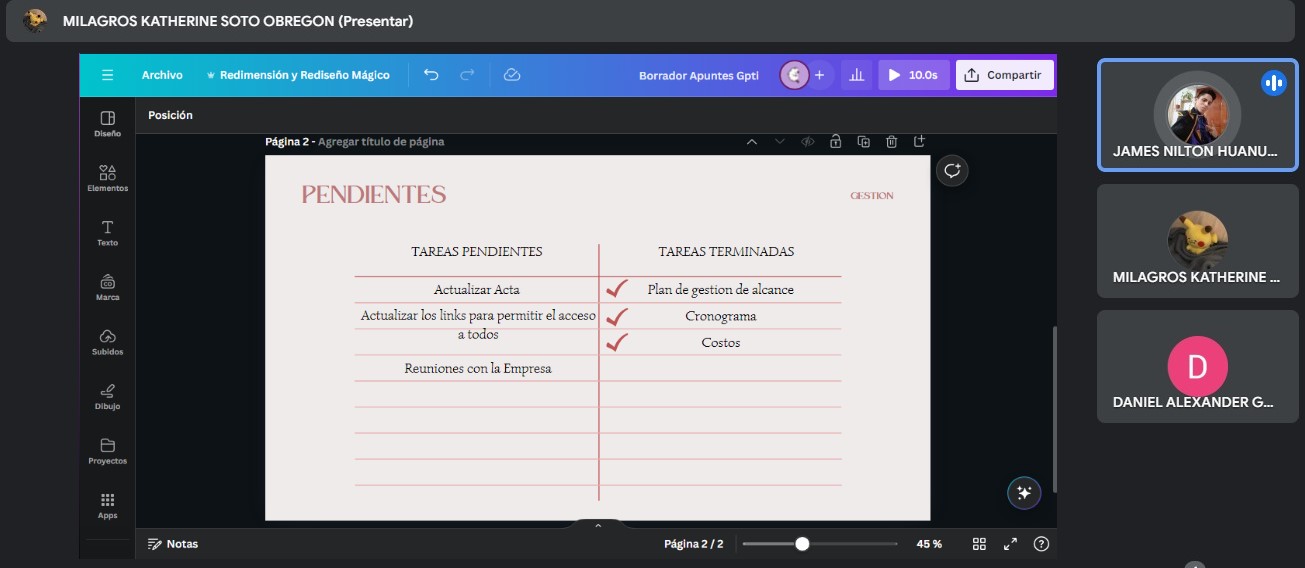 MILAGROS KATHERINE SOTO OBREGON (Presentar)
Archivo
Redimensión y Rediseño Mágico
Borrador Apuntes Gpti
10.0s
Compartir
Posición
Diseño
Elementos
Texto
Marca
Subidos
Dibujo
Proyectos
Apps
Página 2 - Agregar título de página
PENDIENTES
GESTION
TAREAS PENDIENTES
TAREAS TERMINADAS
Actualizar Acta
Plan de gestion de alcance
Actualizar los links para permitir el acceso
a todos
Cronograma
Costos
Reuniones con la Empresa
Notas
Página 2 / 2
45 %
JAMES NILTON HUANU...
MILAGROS KATHERINE ...
D
DANIEL ALEXANDER G...